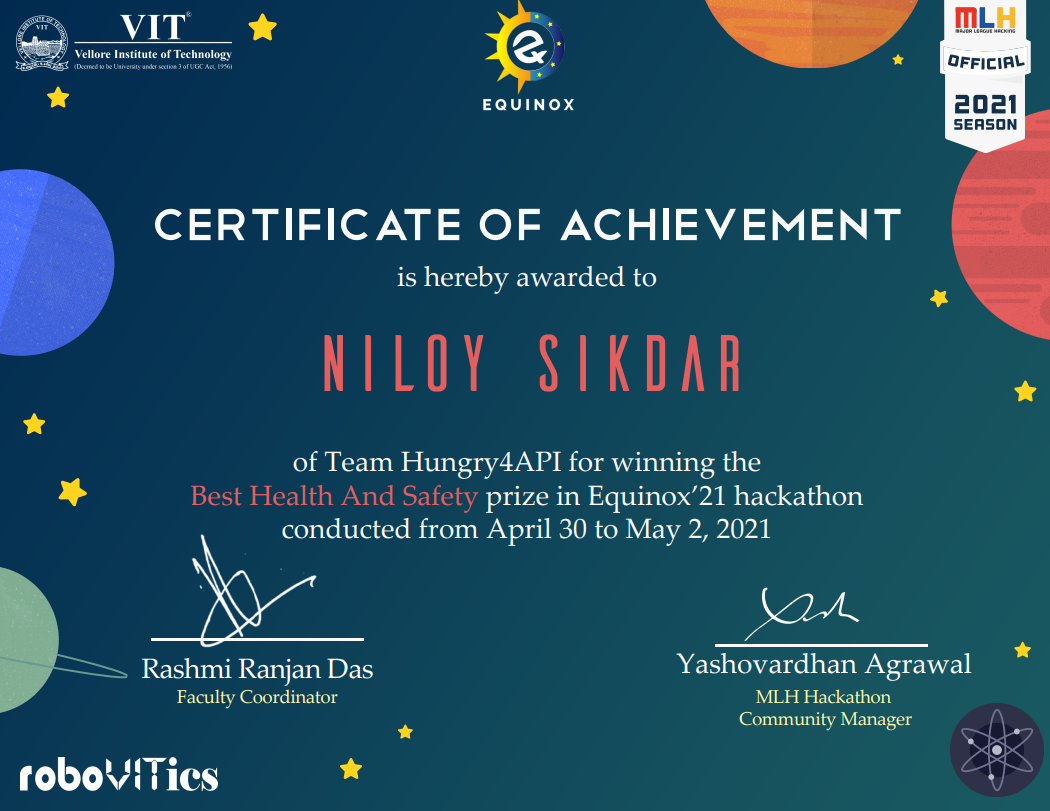 VIT®
Vellore Institute of Technology
(Deemed to be University under section 3 of UGC Act, 1956)
EQUINOX
MLH
MAJOR LEAGUE HACKING
OFFICIAL
2021
SEASON
CERTIFICATE OF ACHIEVEMENT
is hereby awarded to
NILOY SIKDAR
of Team Hungry4API for winning the
Best Health And Safety prize in Equinox’21 hackathon
conducted from April 30 to May 2, 2021
Rashmi Ranjan Das
Faculty Coordinator
Yashovardhan Agrawal
MLH Hackathon
Community Manager
roboVITics